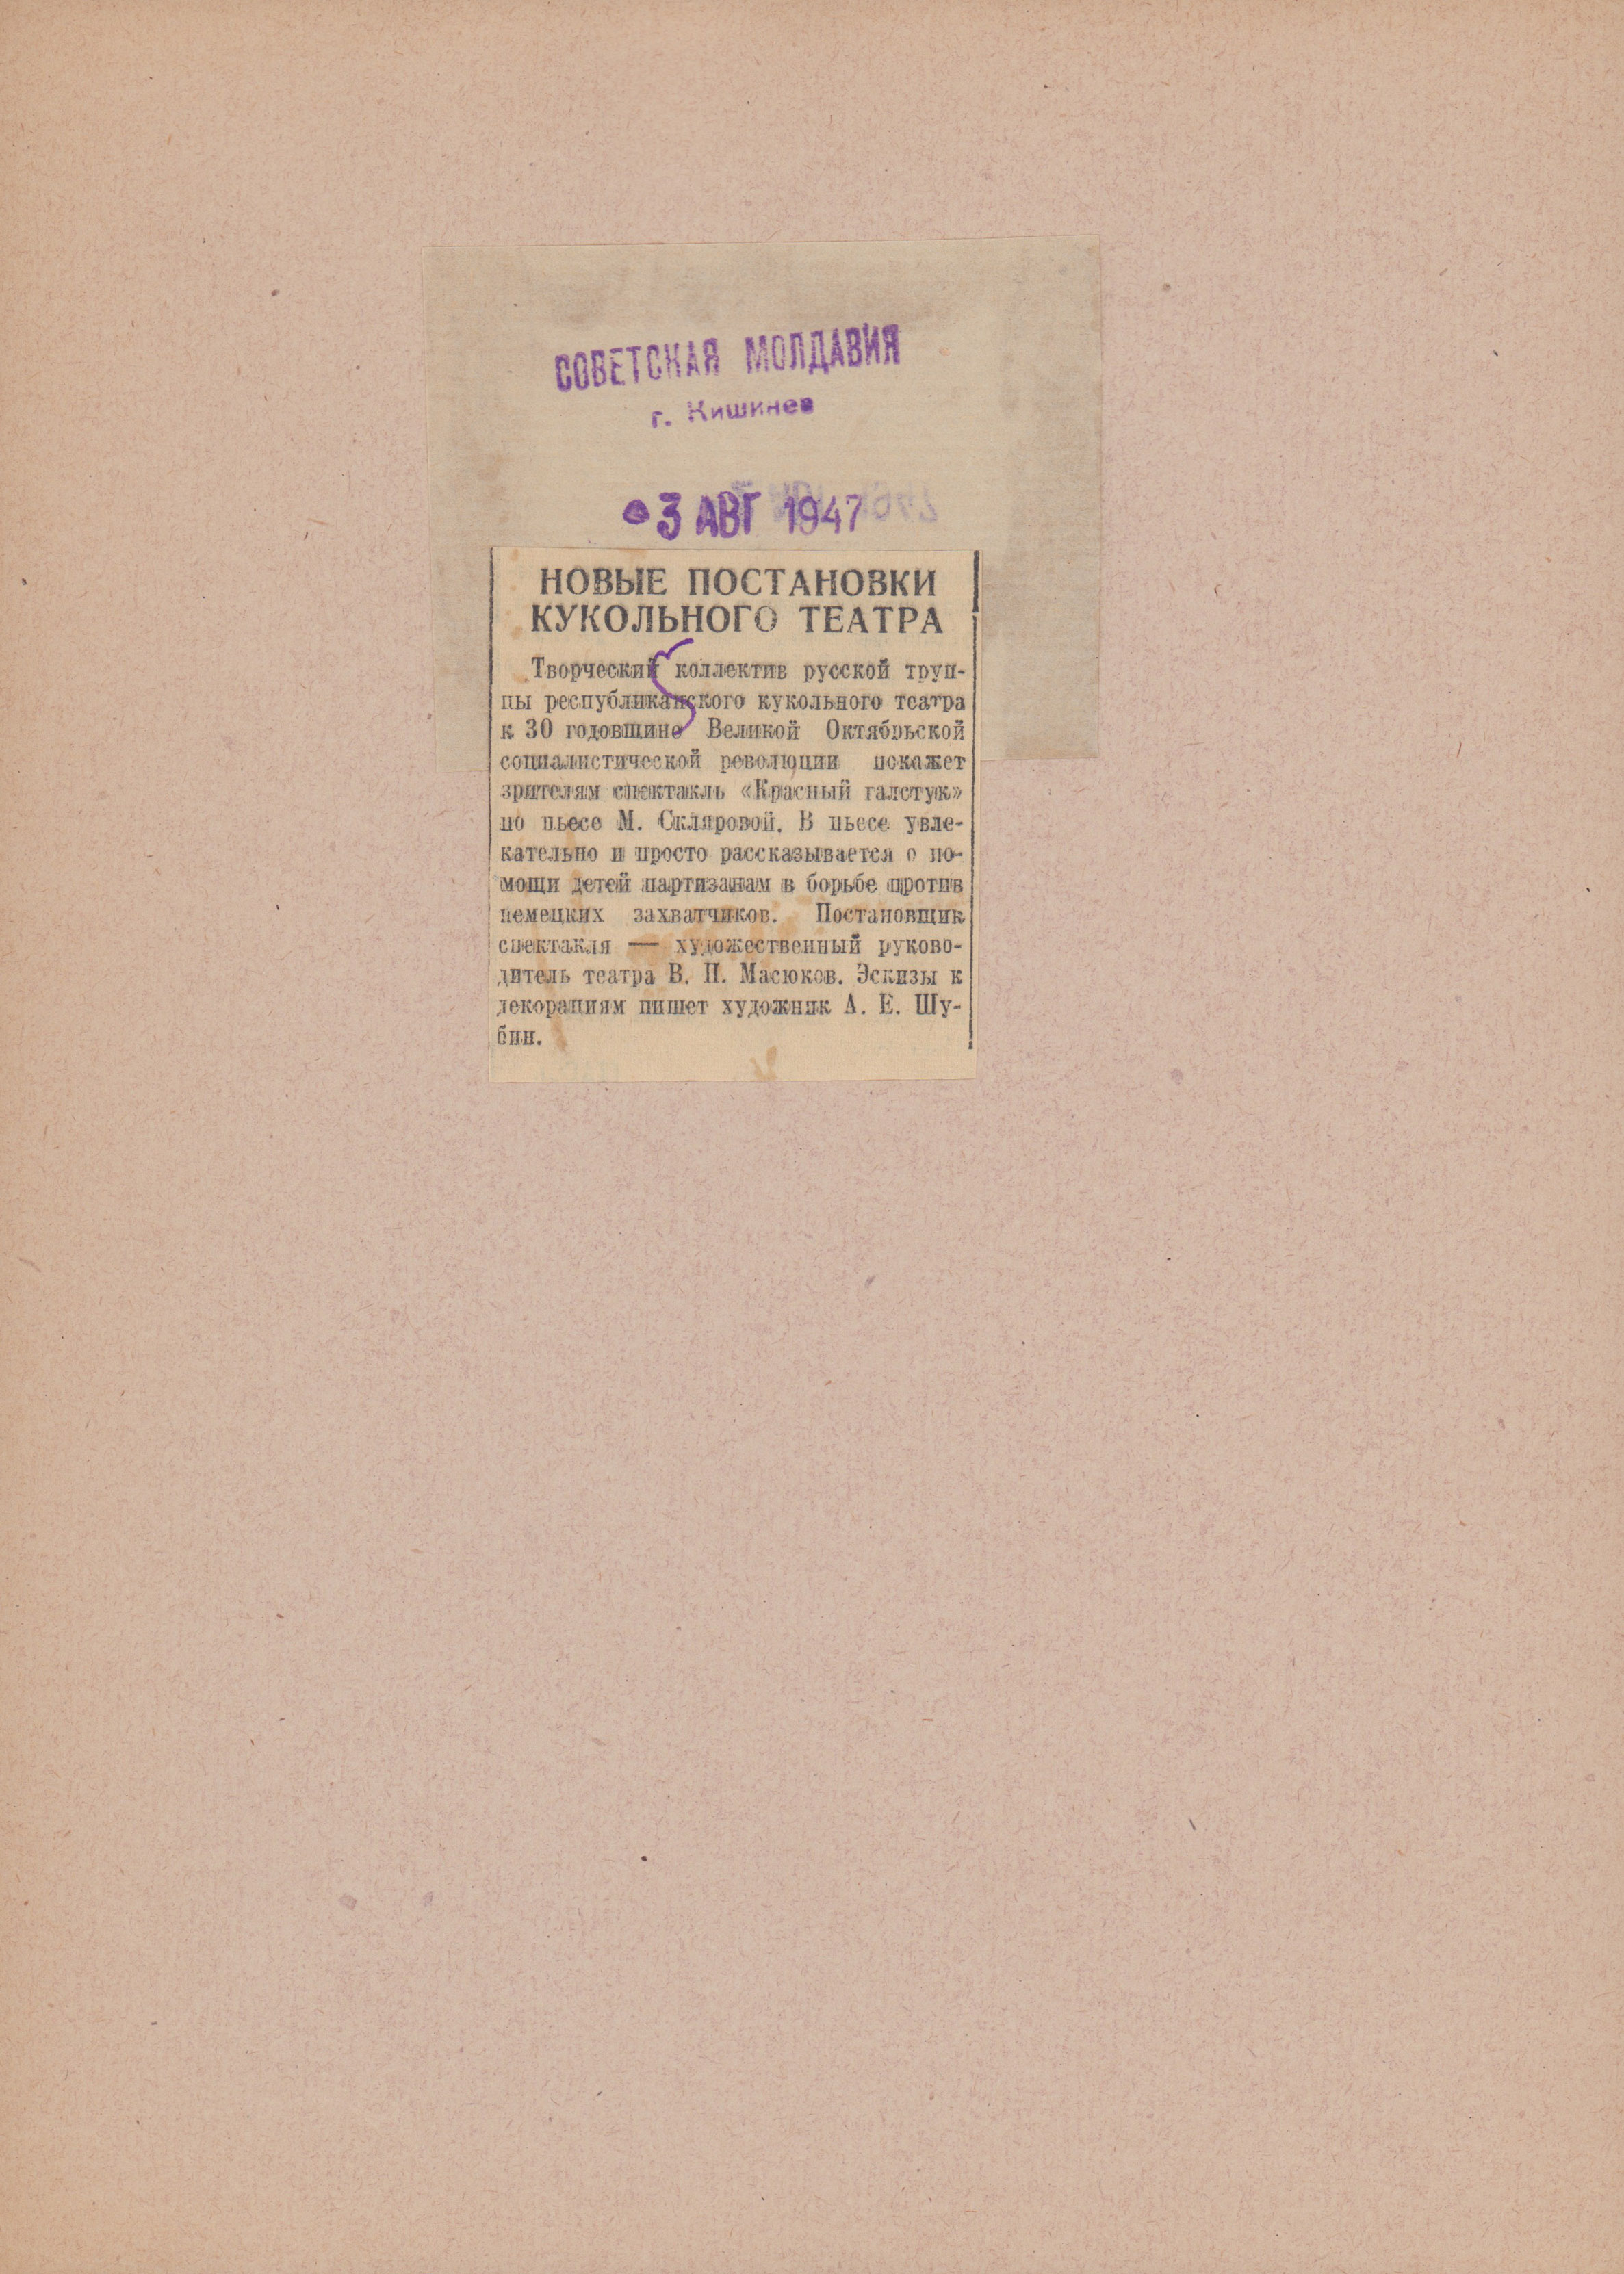 СОВЕТСКАЯ МОЛДАВИЯ
г. Кишинев
3 АВГ 1947
НОВЫЕ ПОСТАНОВКИ
КУКОЛЬНОГО ТЕАТРА
Творческий коллектив русской труп-
пы республиканского кукольного театра
к 30 годовщине Великой Октябрьской
социалистической революции покажет
зрителям спектакль «Красный галстук»
по пьесе М. Скляровой. В пьесе увле-
кательно и просто рассказывается о по-
мощи детей партизанам в борьбе против
немецких захватчиков. Постановщик
спектакля — художественный руково-
дитель театра В. П. Масюков. Эскизы к
декорациям пишет художник А. Е. Шу-
бин.